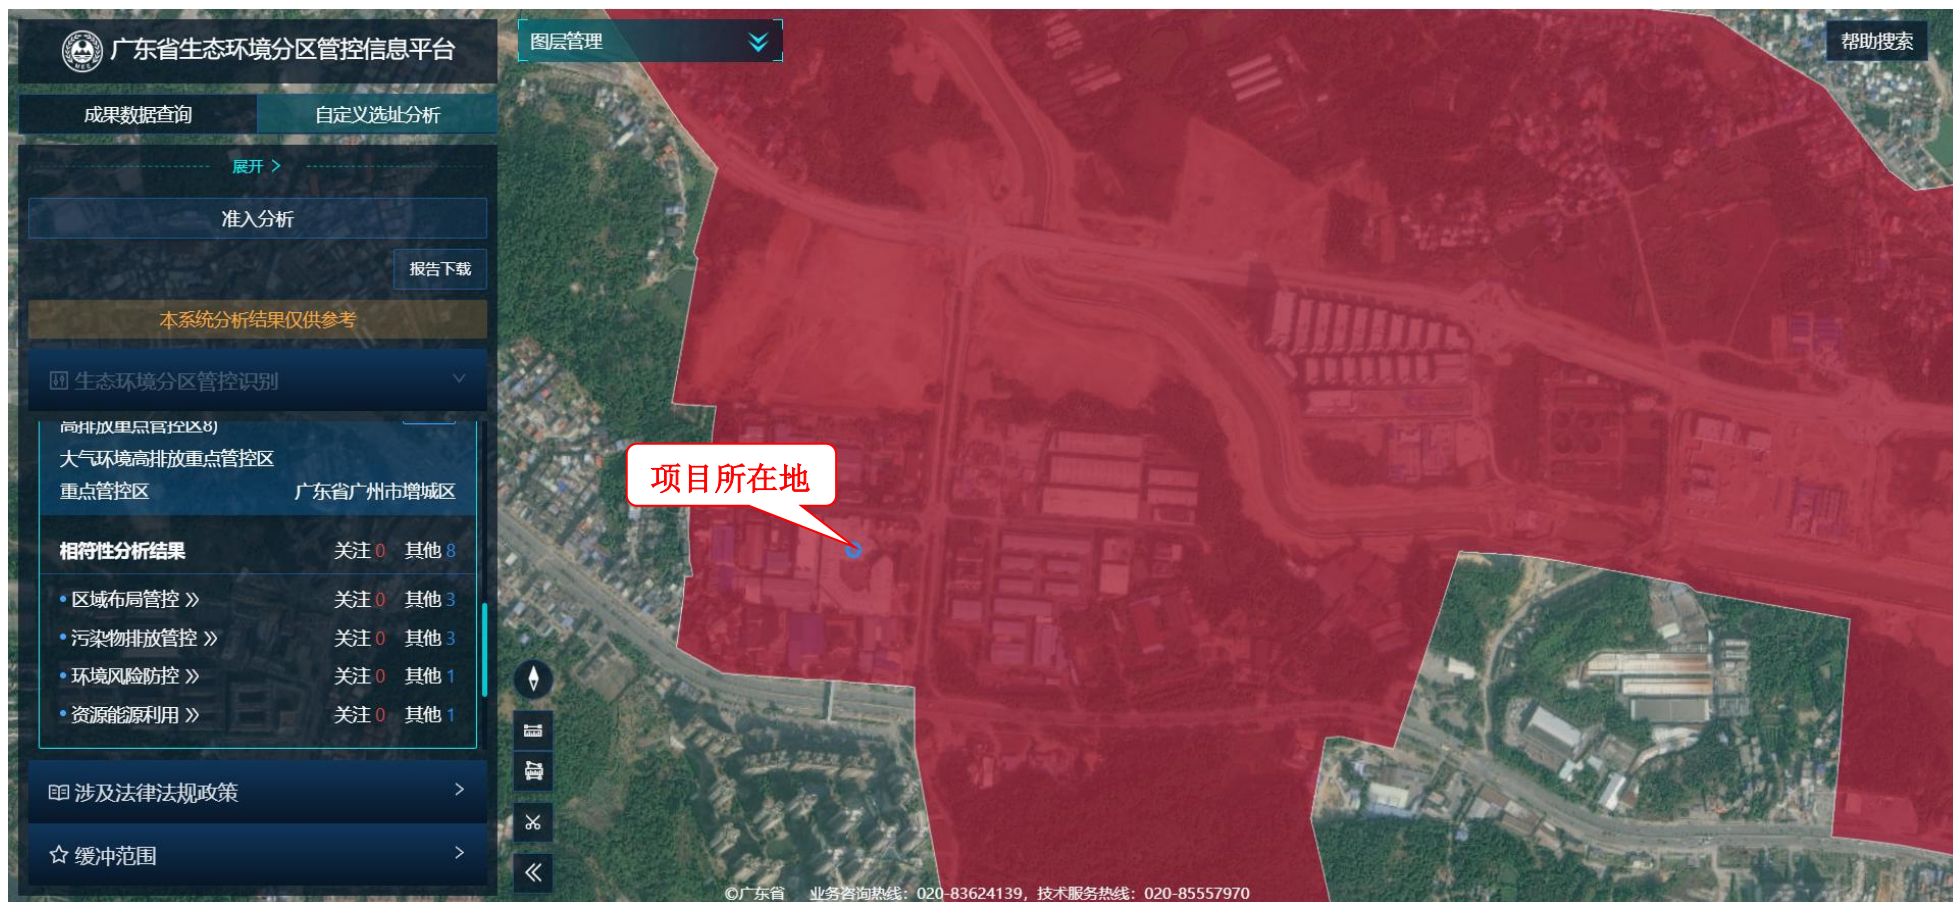 广东省生态环境分区管控信息平台
成果数据查询
自定义选址分析
展开 >
准入分析
报告下载
本系统分析结果仅供参考
生态环境分区管控识别
高排放重点管控区8)
大气环境高排放重点管控区
重点管控区 广东省广州市增城区
相符性分析结果 关注0 其他8
区域布局管控 关注0 其他3
污染物排放管控 关注0 其他3
环境风险防控 关注0 其他1
资源能源利用 关注0 其他1
涉及法律法规政策
缓冲范围
图层管理
帮助搜索
项目所在地
©广东省 业务咨询热线：020-83624139，技术服务热线：020-85557970